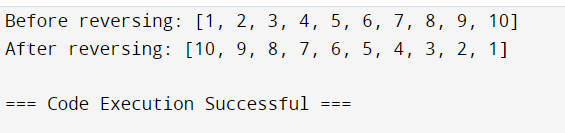 Before reversing: [1, 2, 3, 4, 5, 6, 7, 8, 9, 10]
After reversing: [10, 9, 8, 7, 6, 5, 4, 3, 2, 1]
=== Code Execution Successful ===